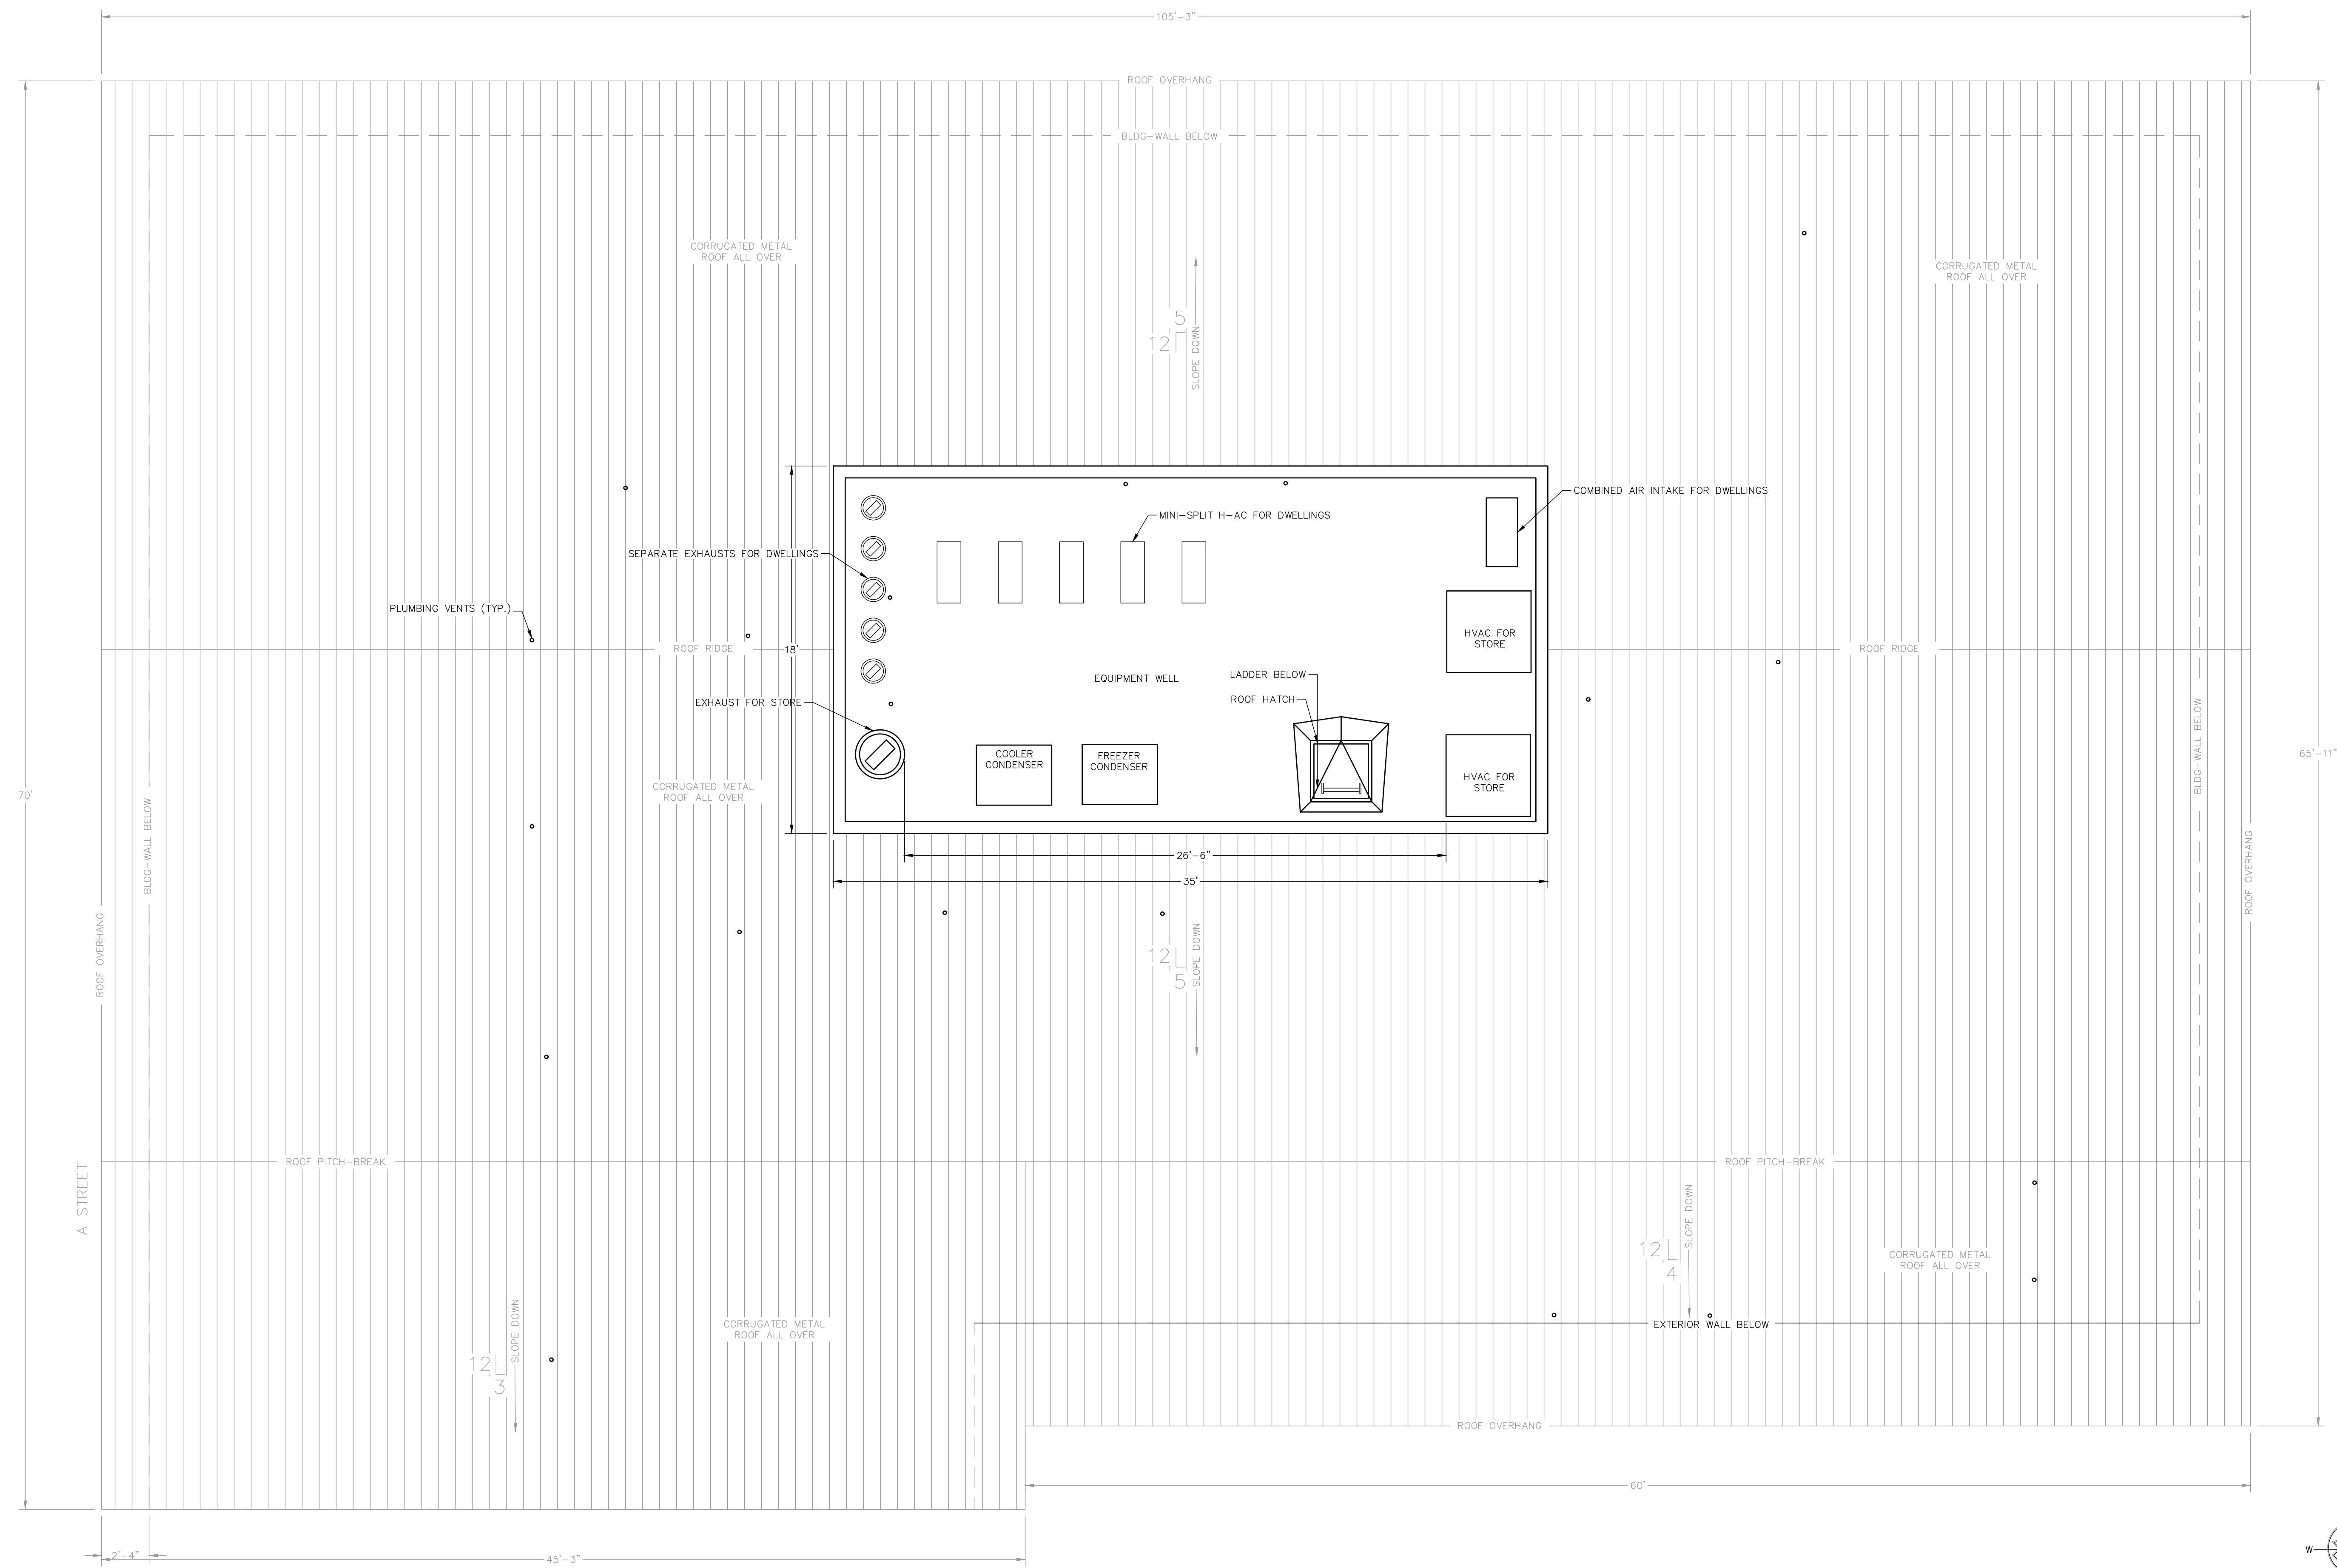 105'-3"
ROOF OVERHANG
BLDG-WALL BELOW
CORRUGATED METAL
ROOF ALL OVER
CORRUGATED METAL
ROOF ALL OVER
5
12
SLOPE DOWN
COMBINED AIR INTAKE FOR DWELLINGS
MINI-SPLIT H-AC FOR DWELLINGS
SEPARATE EXHAUSTS FOR DWELLINGS
PLUMBING VENTS (TYP.)
HVAC FOR
STORE
ROOF RIDGE
18'
ROOF RIDGE
EQUIPMENT WELL
LADDER BELOW
ROOF HATCH
EXHAUST FOR STORE
BLDG-WALL BELOW
65'-11"
COOLER
CONDENSER
FREEZER
CONDENSER
HVAC FOR
STORE
70'
CORRUGATED METAL
ROOF ALL OVER
BLDG-WALL BELOW
26'-6"
35'
ROOF OVERHANG
ROOF OVERHANG
12
5
SLOPE DOWN
ROOF PITCH-BREAK
ROOF PITCH-BREAK
A STREET
SLOPE DOWN
12
4
CORRUGATED METAL
ROOF ALL OVER
CORRUGATED METAL
ROOF ALL OVER
EXTERIOR WALL BELOW
SLOPE DOWN
12
3
ROOF OVERHANG
60'
W
2'-4"
45'-3"